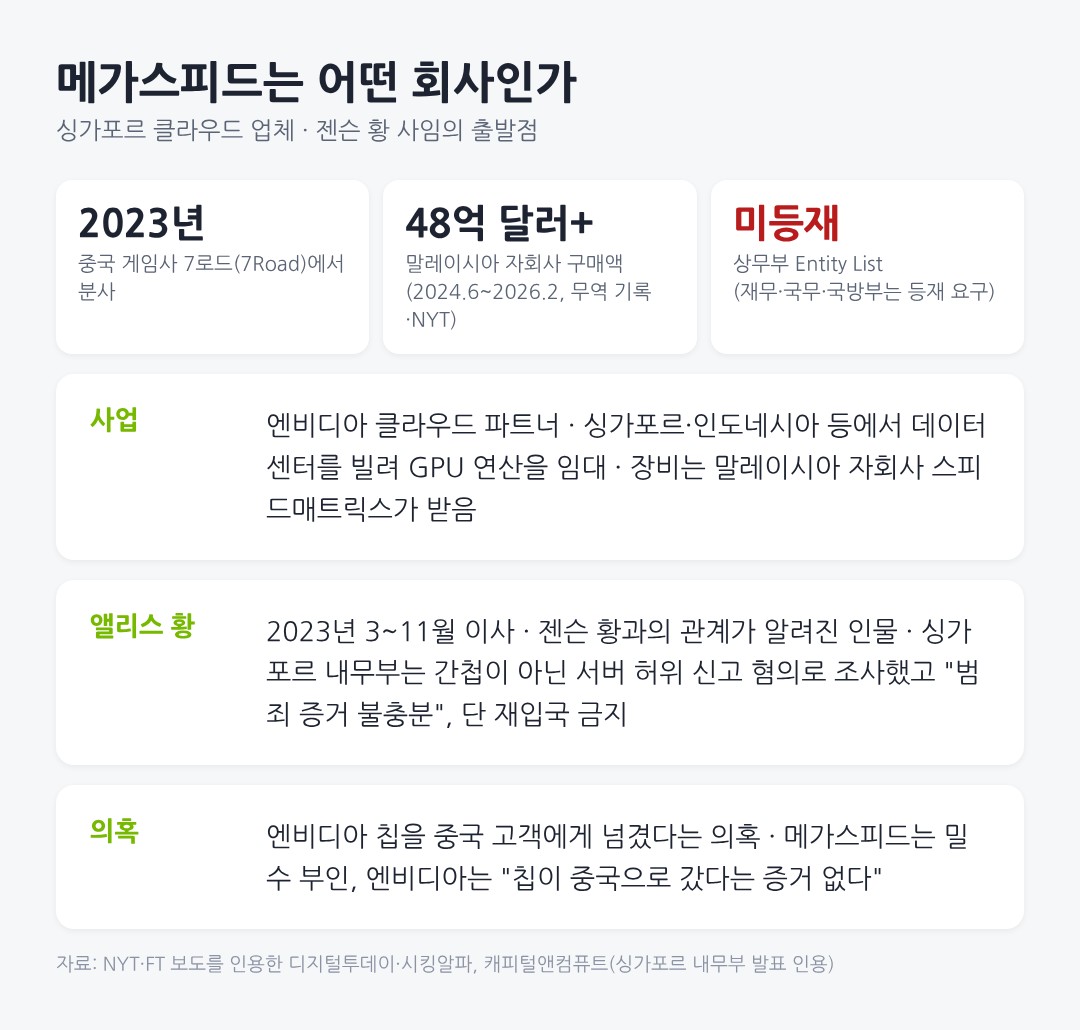 메가스피드는 어떤 회사인가
싱가포르 클라우드 업체 · 젠슨 황 사임의 출발점
2023년
중국 게임사 7로드(7Road)에서
분사
48억 달러+
말레이시아 자회사 구매액
(2024.6~2026.2, 무역 기록
·NYT)
미등재
상무부 Entity List
(재무·국무·국방부는 등재 요구)
사업
엔비디아 클라우드 파트너 · 싱가포르·인도네시아 등에서 데이터
센터를 빌려 GPU 연산을 임대 · 장비는 말레이시아 자회사 스피
드매트릭스가 받음
앨리스 황
2023년 3~11월 이사 · 젠슨 황과의 관계가 알려진 인물 · 싱가
포르 내무부는 간첩이 아닌 서버 허위 신고 혐의로 조사했고 "범
죄 증거 불충분", 단 재입국 금지
의혹
엔비디아 칩을 중국 고객에게 넘겼다는 의혹 · 메가스피드는 밀
수 부인, 엔비디아는 "칩이 중국으로 갔다는 증거 없다"
자료: NYT·FT 보도를 인용한 디지털투데이·시킹알파, 캐피털앤컴퓨트(싱가포르 내무부 발표 인용)